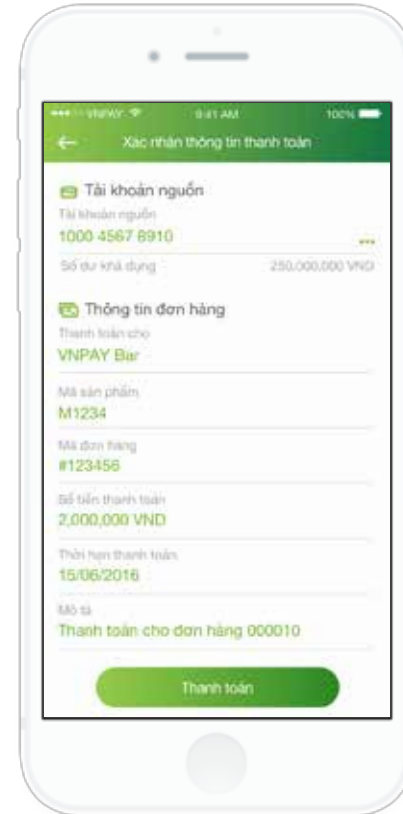 VNPAY 9:41 AM 100%
Xác nhận thông tin thanh toán
Tài khoản nguồn
Tài khoản nguồn
1000 4567 8910
Số dư khả dụng 250,000,000 VND
Thông tin đơn hàng
Thanh toán cho
VNPAY Bar
Mã sản phẩm
M1234
Mã đơn hàng
#123456
Số tiền thanh toán
2,000,000 VND
Thời hạn thanh toán
15/06/2016
Mô tả
Thanh toán cho đơn hàng 000010
Thanh toán